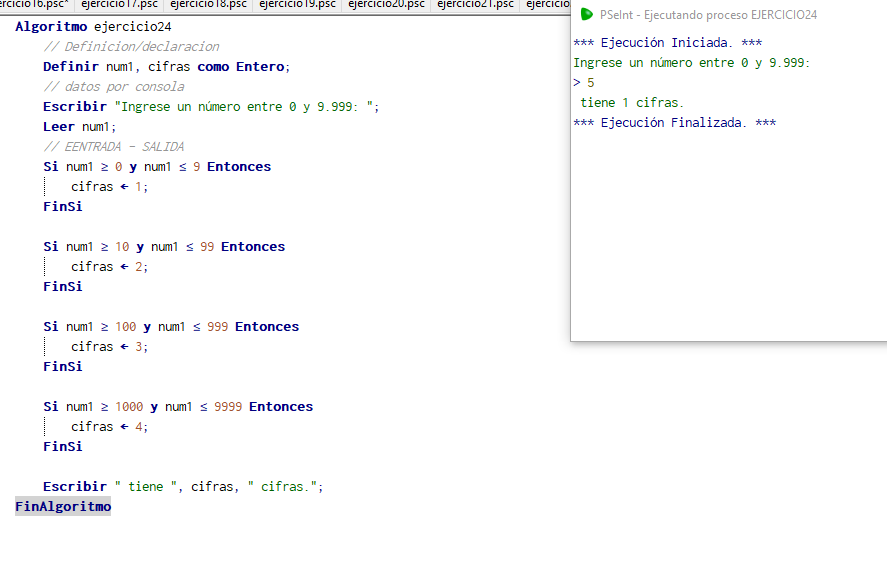 ercicio16.psc* ejercicio17.psc ejercicio18.psc ejercicio19.psc ejercicio20.psc ejercicio21.psc ejercicio
Algoritmo ejercicio24
// Definicion/declaracion
Definir num1, cifras como Entero;
// datos por consola
Escribir "Ingrese un número entre 0 y 9.999: ";
Leer num1;
// EENTRADA - SALIDA
Si num1 ≥ 0 y num1 ≤ 9 Entonces
cifras ← 1;
FinSi
Si num1 ≥ 10 y num1 ≤ 99 Entonces
cifras ← 2;
FinSi
Si num1 ≥ 100 y num1 ≤ 999 Entonces
cifras ← 3;
FinSi
Si num1 ≥ 1000 y num1 ≤ 9999 Entonces
cifras ← 4;
FinSi
Escribir " tiene ", cifras, " cifras.";
FinAlgoritmo
PSeInt - Ejecutando proceso EJERCICIO24
*** Ejecución Iniciada. ***
Ingrese un número entre 0 y 9.999:
> 5
 tiene 1 cifras.
*** Ejecución Finalizada. ***